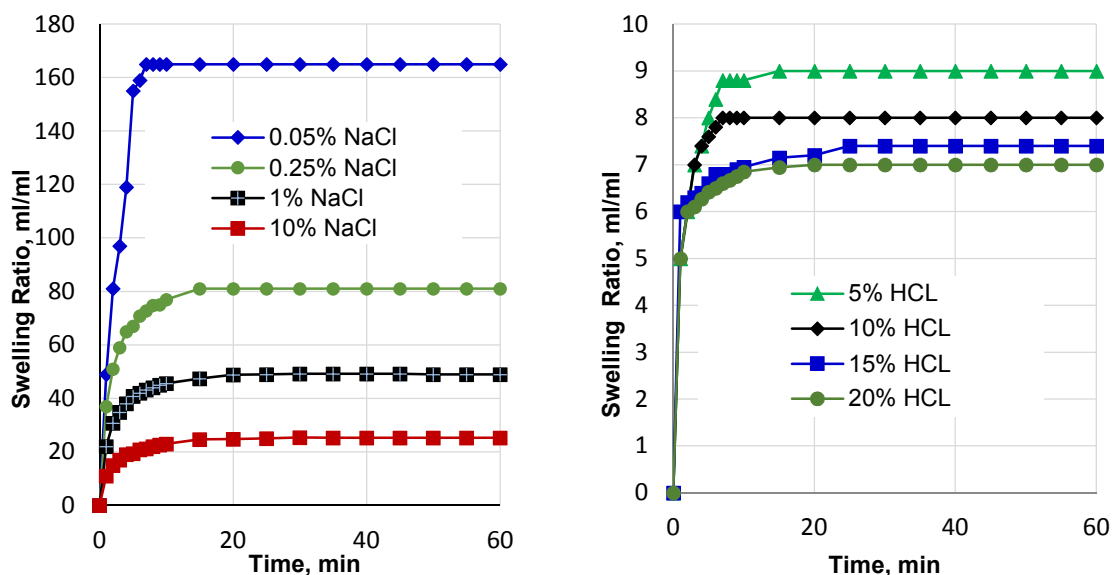 180
160
140
120
100
80
60
40
20
0
Swelling Ratio, ml/ml
0.05% NaCl
0.25% NaCl
1% NaCl
10% NaCl
0 20 40 60
Time, min
10
9
8
7
6
5
4
3
2
1
0
Swelling Ratio, ml/ml
5% HCL
10% HCL
15% HCL
20% HCL
0 20 40 60
Time, min